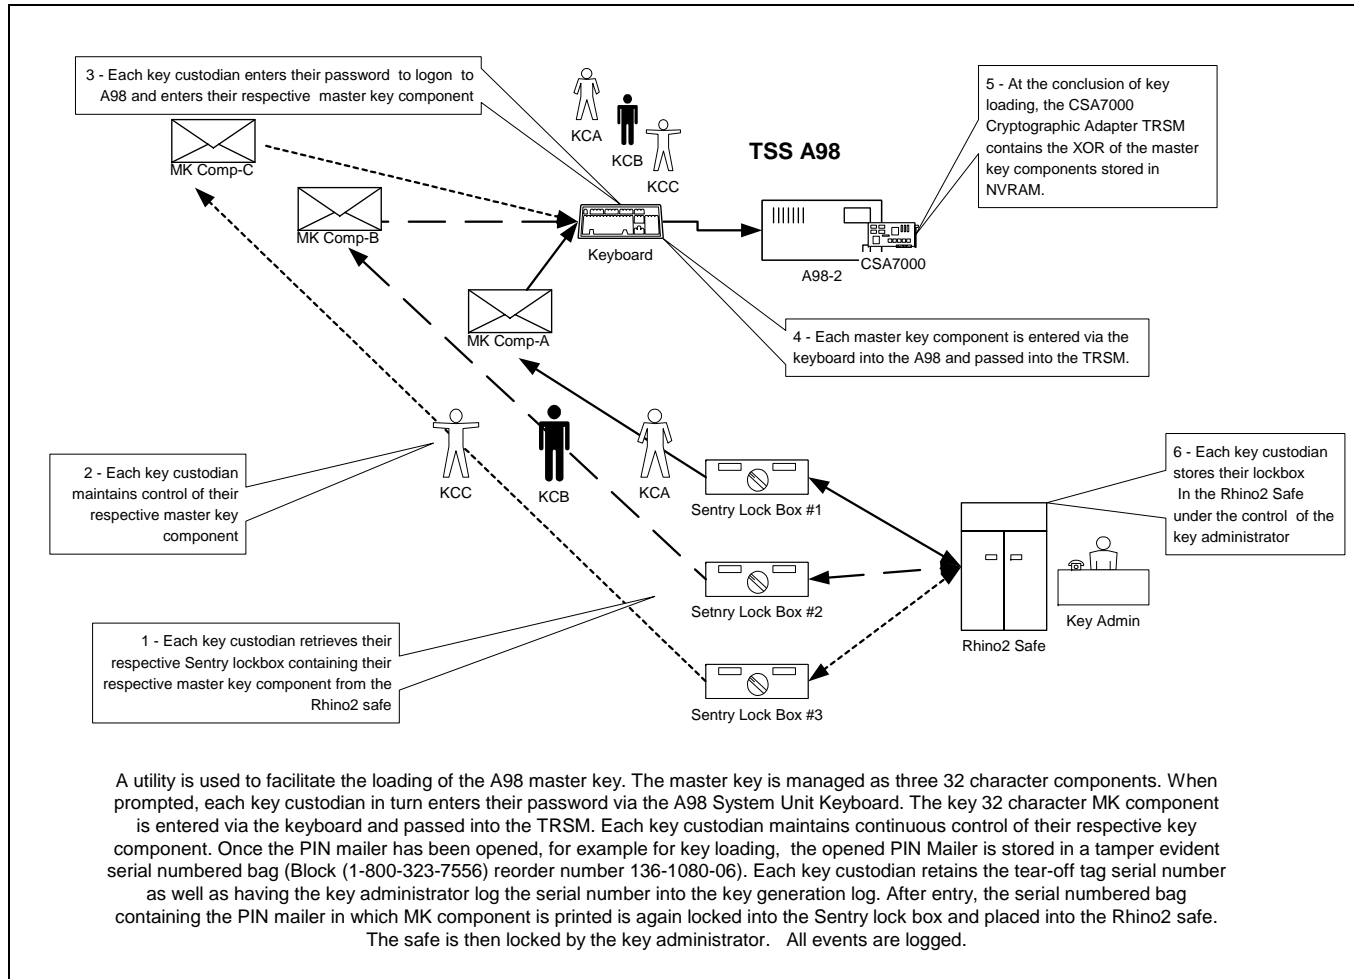 3 - Each key custodian enters their password to logon to
A98 and enters their respective master key component
KCA
KCB
KCC
TSS A98
5 - At the conclusion of key
loading, the CSA7000
Cryptographic Adapter TRSM
contains the XOR of the master
key components stored in
NVRAM.
MK Comp-C
MK Comp-B
Keyboard
CSA7000
A98-2
MK Comp-A
4 - Each master key component is entered via the
keyboard into the A98 and passed into the TRSM.
2 - Each key custodian
maintains control of their
respective master key
component
KCC
KCB
KCA
Sentry Lock Box #1
6 - Each key custodian
stores their lockbox
In the Rhino2 Safe
under the control of the
key administrator
Setnry Lock Box #2
Key Admin
Rhino2 Safe
1 - Each key custodian retrieves their
respective Sentry lockbox containing their
respective master key component from the
Rhino2 safe
Sentry Lock Box #3
A utility is used to facilitate the loading of the A98 master key. The master key is managed as three 32 character components. When
prompted, each key custodian in turn enters their password via the A98 System Unit Keyboard. The key 32 character MK component
is entered via the keyboard and passed into the TRSM. Each key custodian maintains continuous control of their respective key
component. Once the PIN mailer has been opened, for example for key loading, the opened PIN Mailer is stored in a tamper evident
serial numbered bag (Block (1-800-323-7556) reorder number 136-1080-06). Each key custodian retains the tear-off tag serial number
as well as having the key administrator log the serial number into the key generation log. After entry, the serial numbered bag
containing the PIN mailer in which MK component is printed is again locked into the Sentry lock box and placed into the Rhino2 safe.
The safe is then locked by the key administrator. All events are logged.